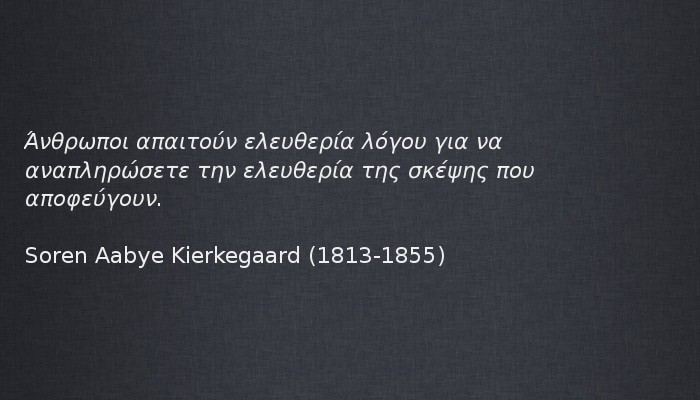 Άνθρωποι απαιτούν ελευθερία λόγου για να
αναπληρώσετε την ελευθερία της σκέψης που
αποφεύγουν.
Soren Aabye Kierkegaard (1813-1855)